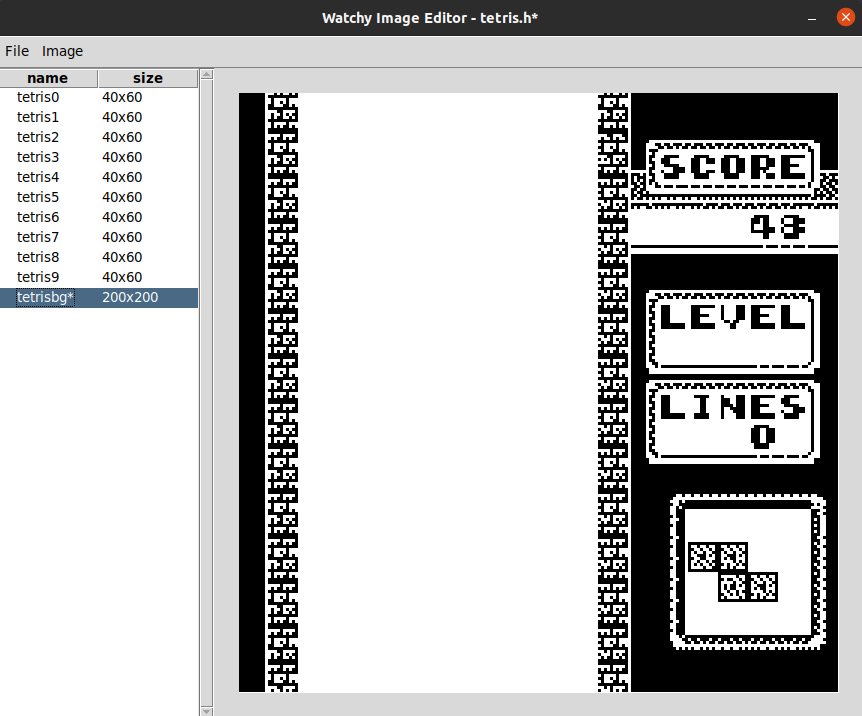 Watchy Image Editor - tetris.h*
File Image
name size
tetris0 40x60
tetris1 40x60
tetris2 40x60
tetris3 40x60
tetris4 40x60
tetris5 40x60
tetris6 40x60
tetris7 40x60
tetris8 40x60
tetris9 40x60
tetrisbg* 200x200
SCORE
43
LEVEL
LINES
0